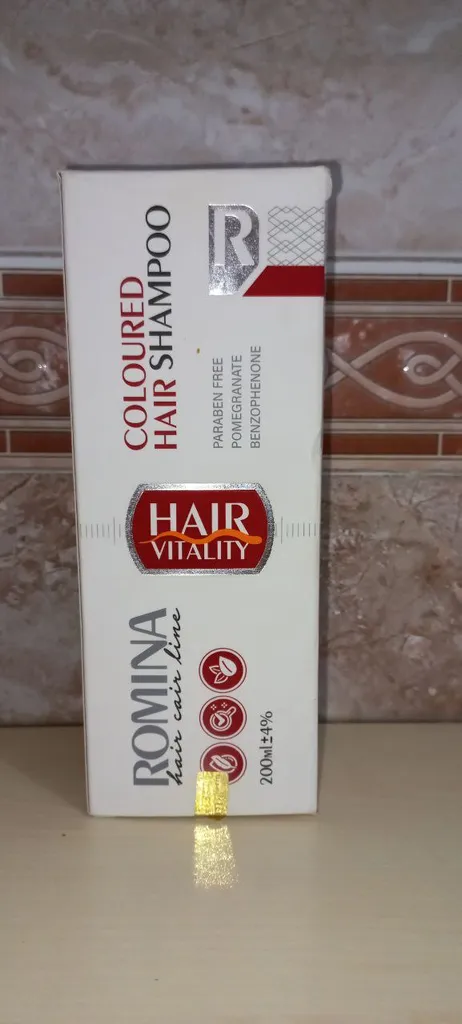 R
COLOURED
HAIR SHAMPOO
PARABEN FREE
POMEGRANATE
BENZOPHENONE
HAIR
VITALITY
ROMINA
hair cair line
200ml±4%